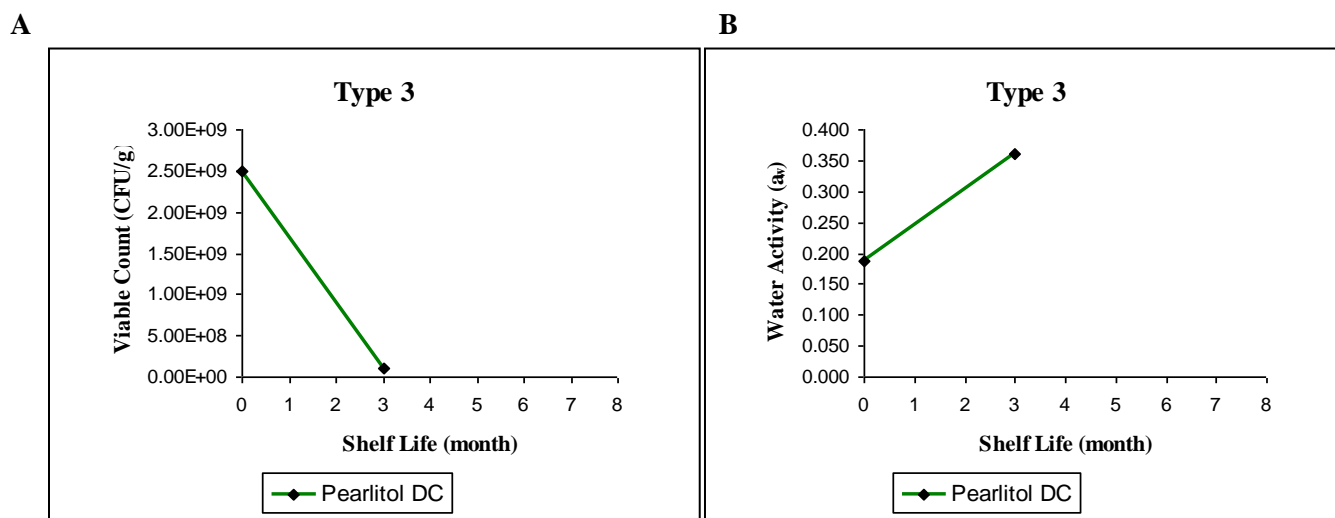 A
Type 3
Viable Count (CFU/g)
3.00E+09
2.50E+09
2.00E+09
1.50E+09
1.00E+09
5.00E+08
0.00E+00
0 1 2 3 4 5 6 7 8
Shelf Life (month)
Pearlitol DC
B
Type 3
Water Activity (aw)
0.400
0.350
0.300
0.250
0.200
0.150
0.100
0.050
0.000
0 1 2 3 4 5 6 7 8
Shelf Life (month)
Pearlitol DC